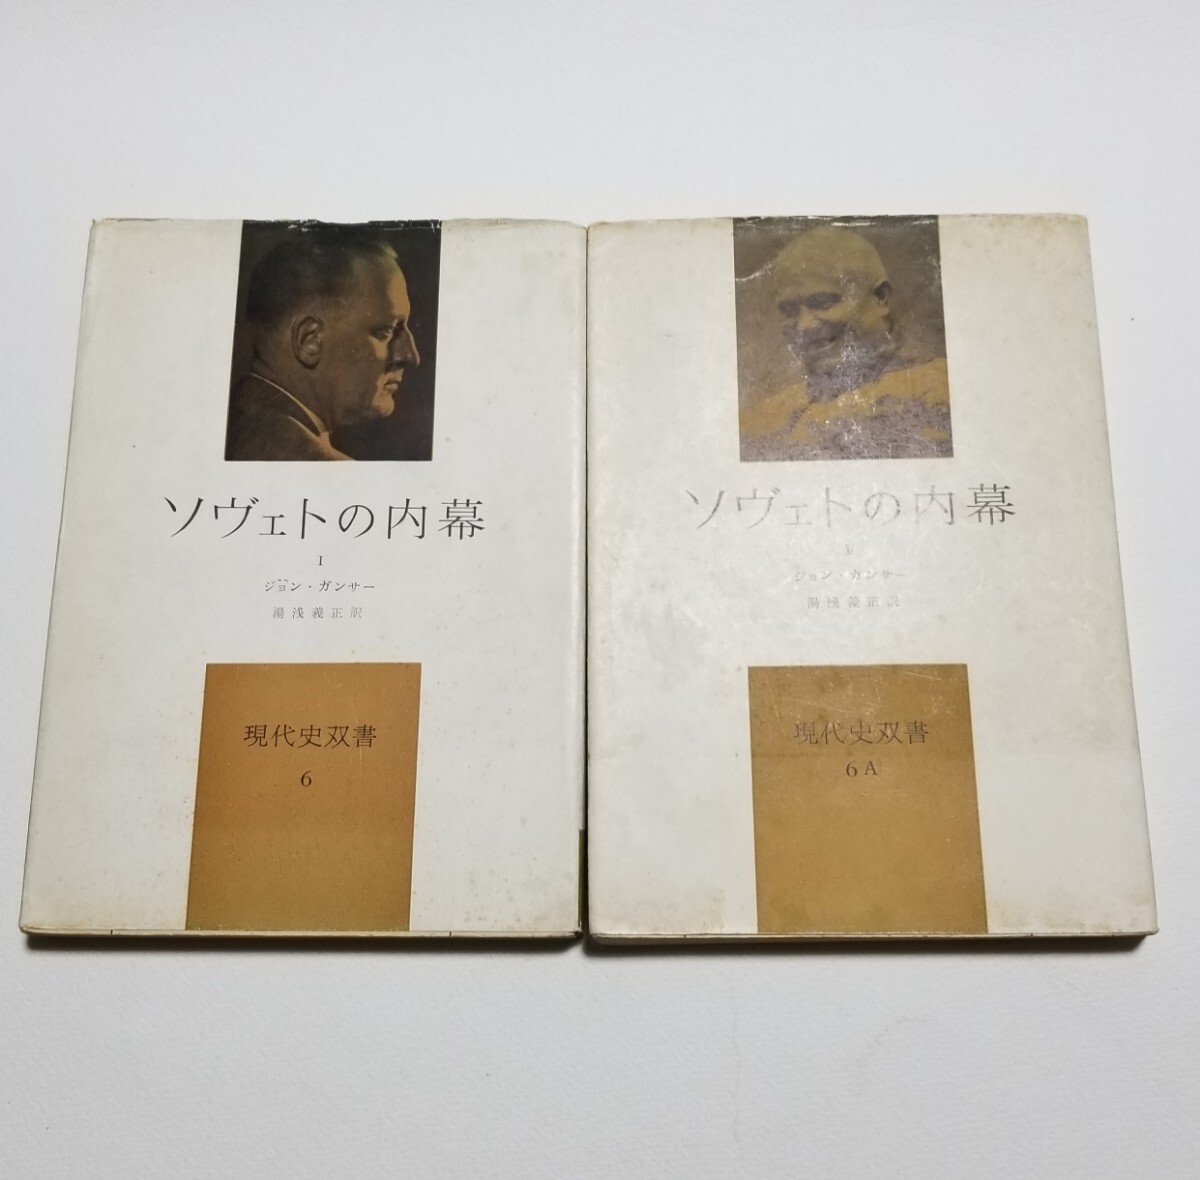 ソヴェトの内幕
I
ジョン・ガンサー
湯浅義正訳
現代史双書
6
ソヴェトの内幕
II
ジョン・ガンサー
湯浅義正訳
現代史双書
6A